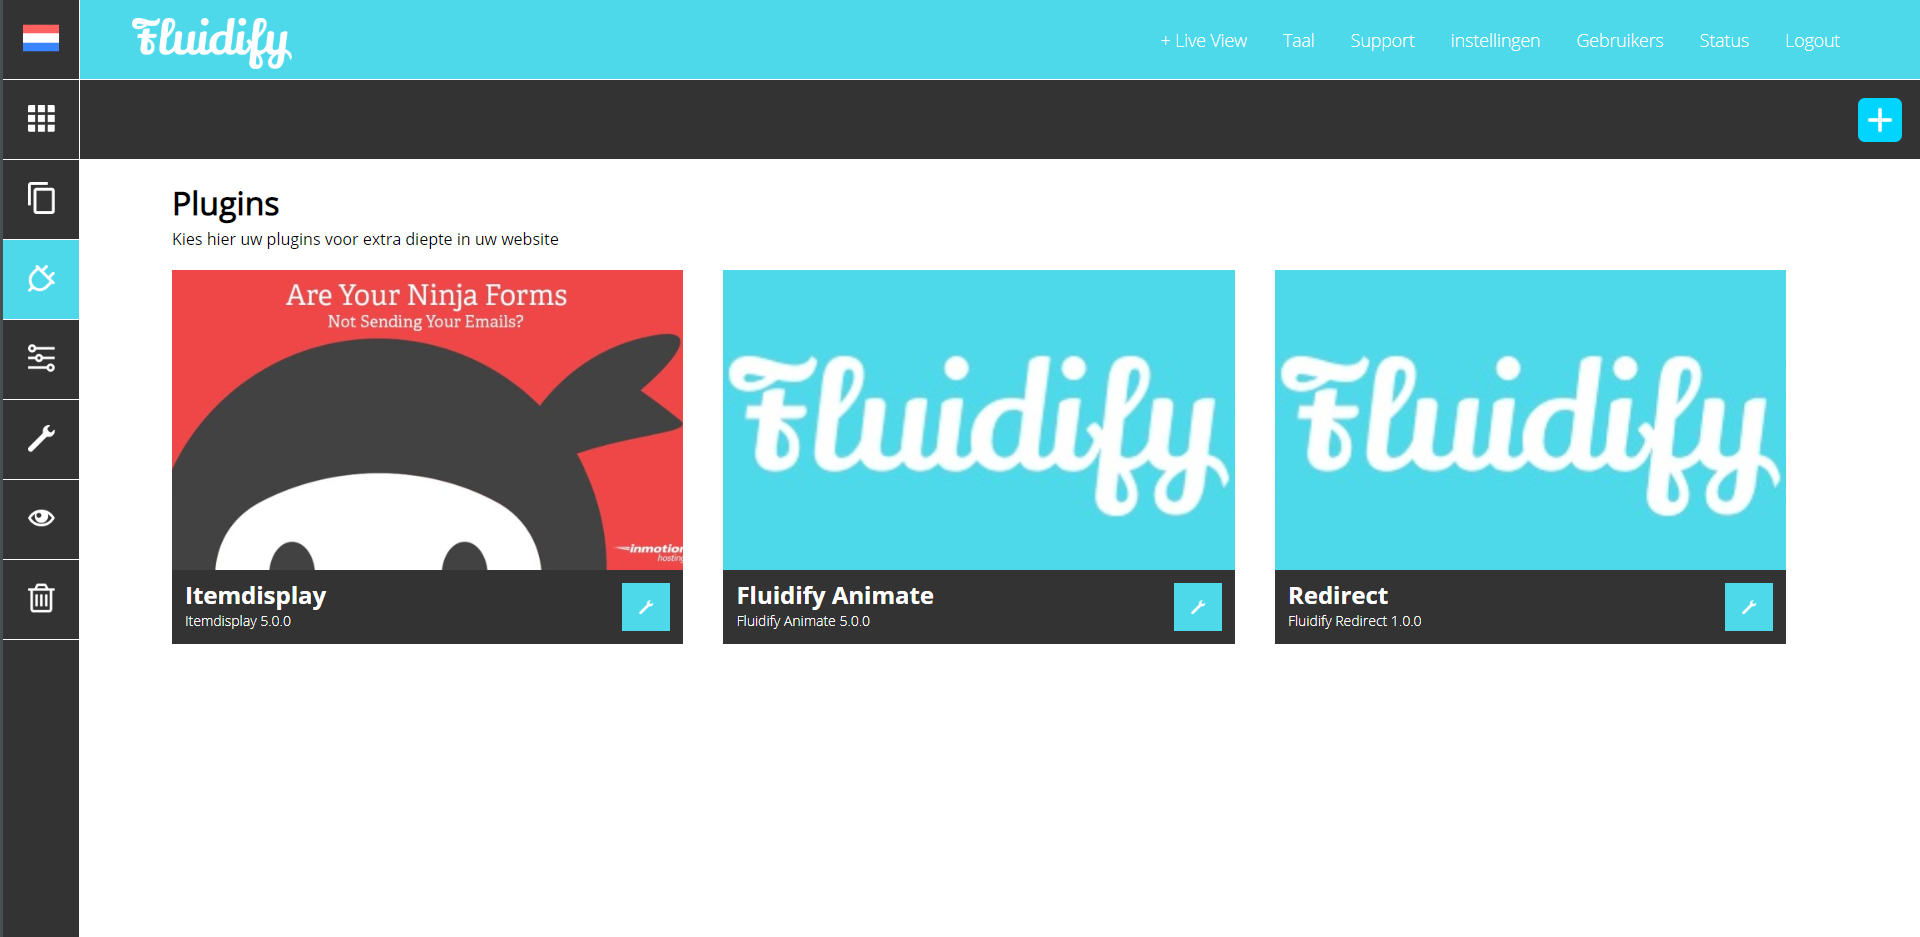 Fluidify
+ Live View Taal Support instellingen Gebruikers Status Logout
Plugins
Kies hier uw plugins voor extra diepte in uw website
Are Your Ninja Forms
Not Sending Your Emails?
inmotion
hosting
Fluidify
Fluidify
Itemdisplay
Itemdisplay 5.0.0
Fluidify Animate
Fluidify Animate 5.0.0
Redirect
Fluidify Redirect 1.0.0